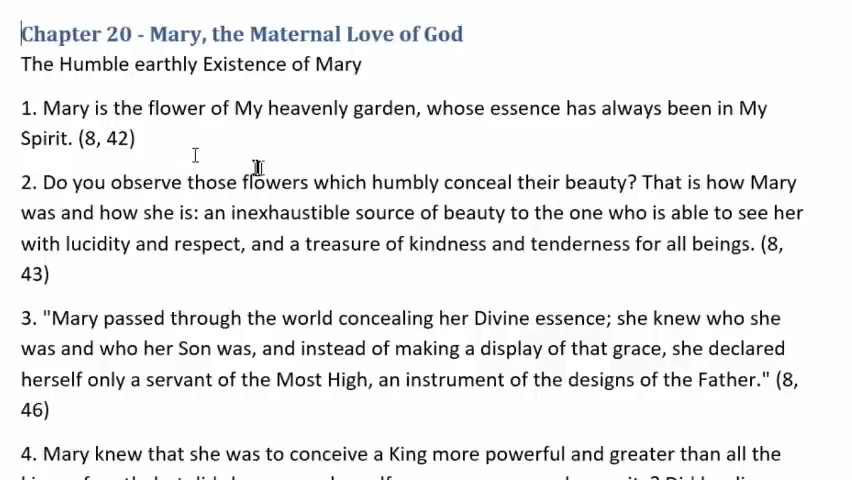 Chapter 20 - Mary, the Maternal Love of God
The Humble earthly Existence of Mary
1. Mary is the flower of My heavenly garden, whose essence has always been in My
Spirit. (8, 42)
2. Do you observe those flowers which humbly conceal their beauty? That is how Mary
was and how she is: an inexhaustible source of beauty to the one who is able to see her
with lucidity and respect, and a treasure of kindness and tenderness for all beings. (8,
43)
3. "Mary passed through the world concealing her Divine essence; she knew who she
was and who her Son was, and instead of making a display of that grace, she declared
herself only a servant of the Most High, an instrument of the designs of the Father." (8,
46)
4. Mary knew that she was to conceive a King more powerful and greater than all the